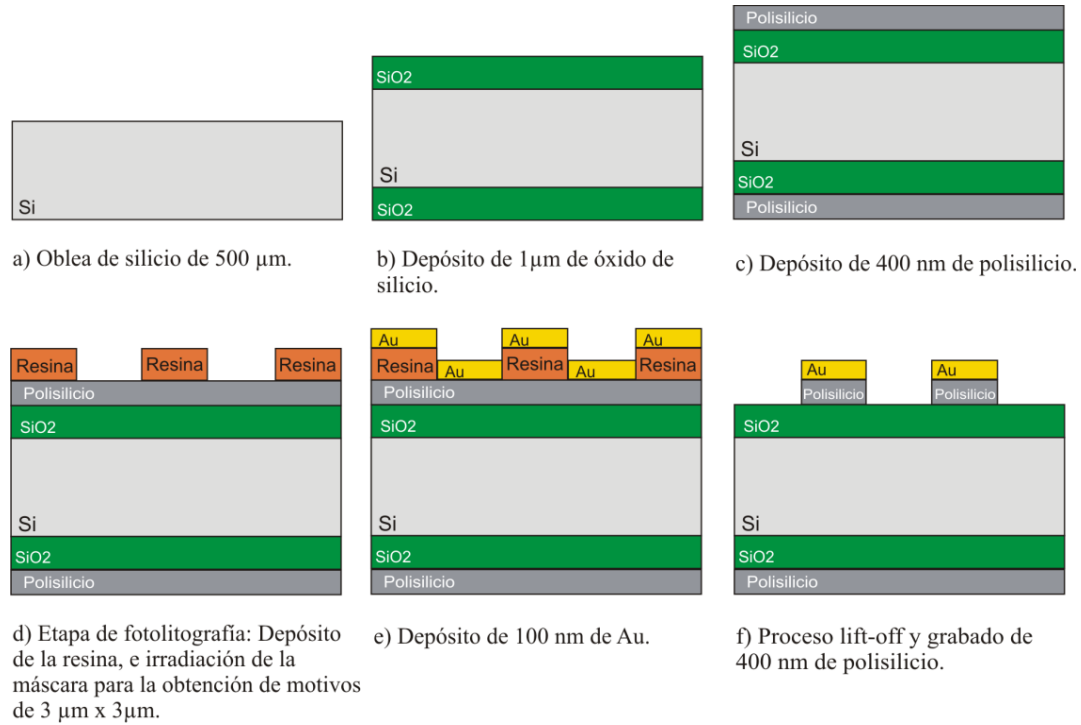 Si
a) Oblea de silicio de 500 µm.
SiO2
Si
SiO2
b) Depósito de 1µm de óxido de
silicio.
Polisilicio
SiO2
Si
SiO2
Polisilicio
c) Depósito de 400 nm de polisilicio.
Resina Resina Resina
Polisilicio
SiO2
Si
SiO2
Polisilicio
d) Etapa de fotolitografía: Depósito
de la resina, e irradiación de la
máscara para la obtención de motivos
de 3 µm x 3µm.
Au Au Au
Resina Au Resina Au Resina
Polisilicio
SiO2
Si
SiO2
Polisilicio
e) Depósito de 100 nm de Au.
Au Au
Polisilicio Polisilicio
SiO2
Si
SiO2
Polisilicio
f) Proceso lift-off y grabado de
400 nm de polisilicio.